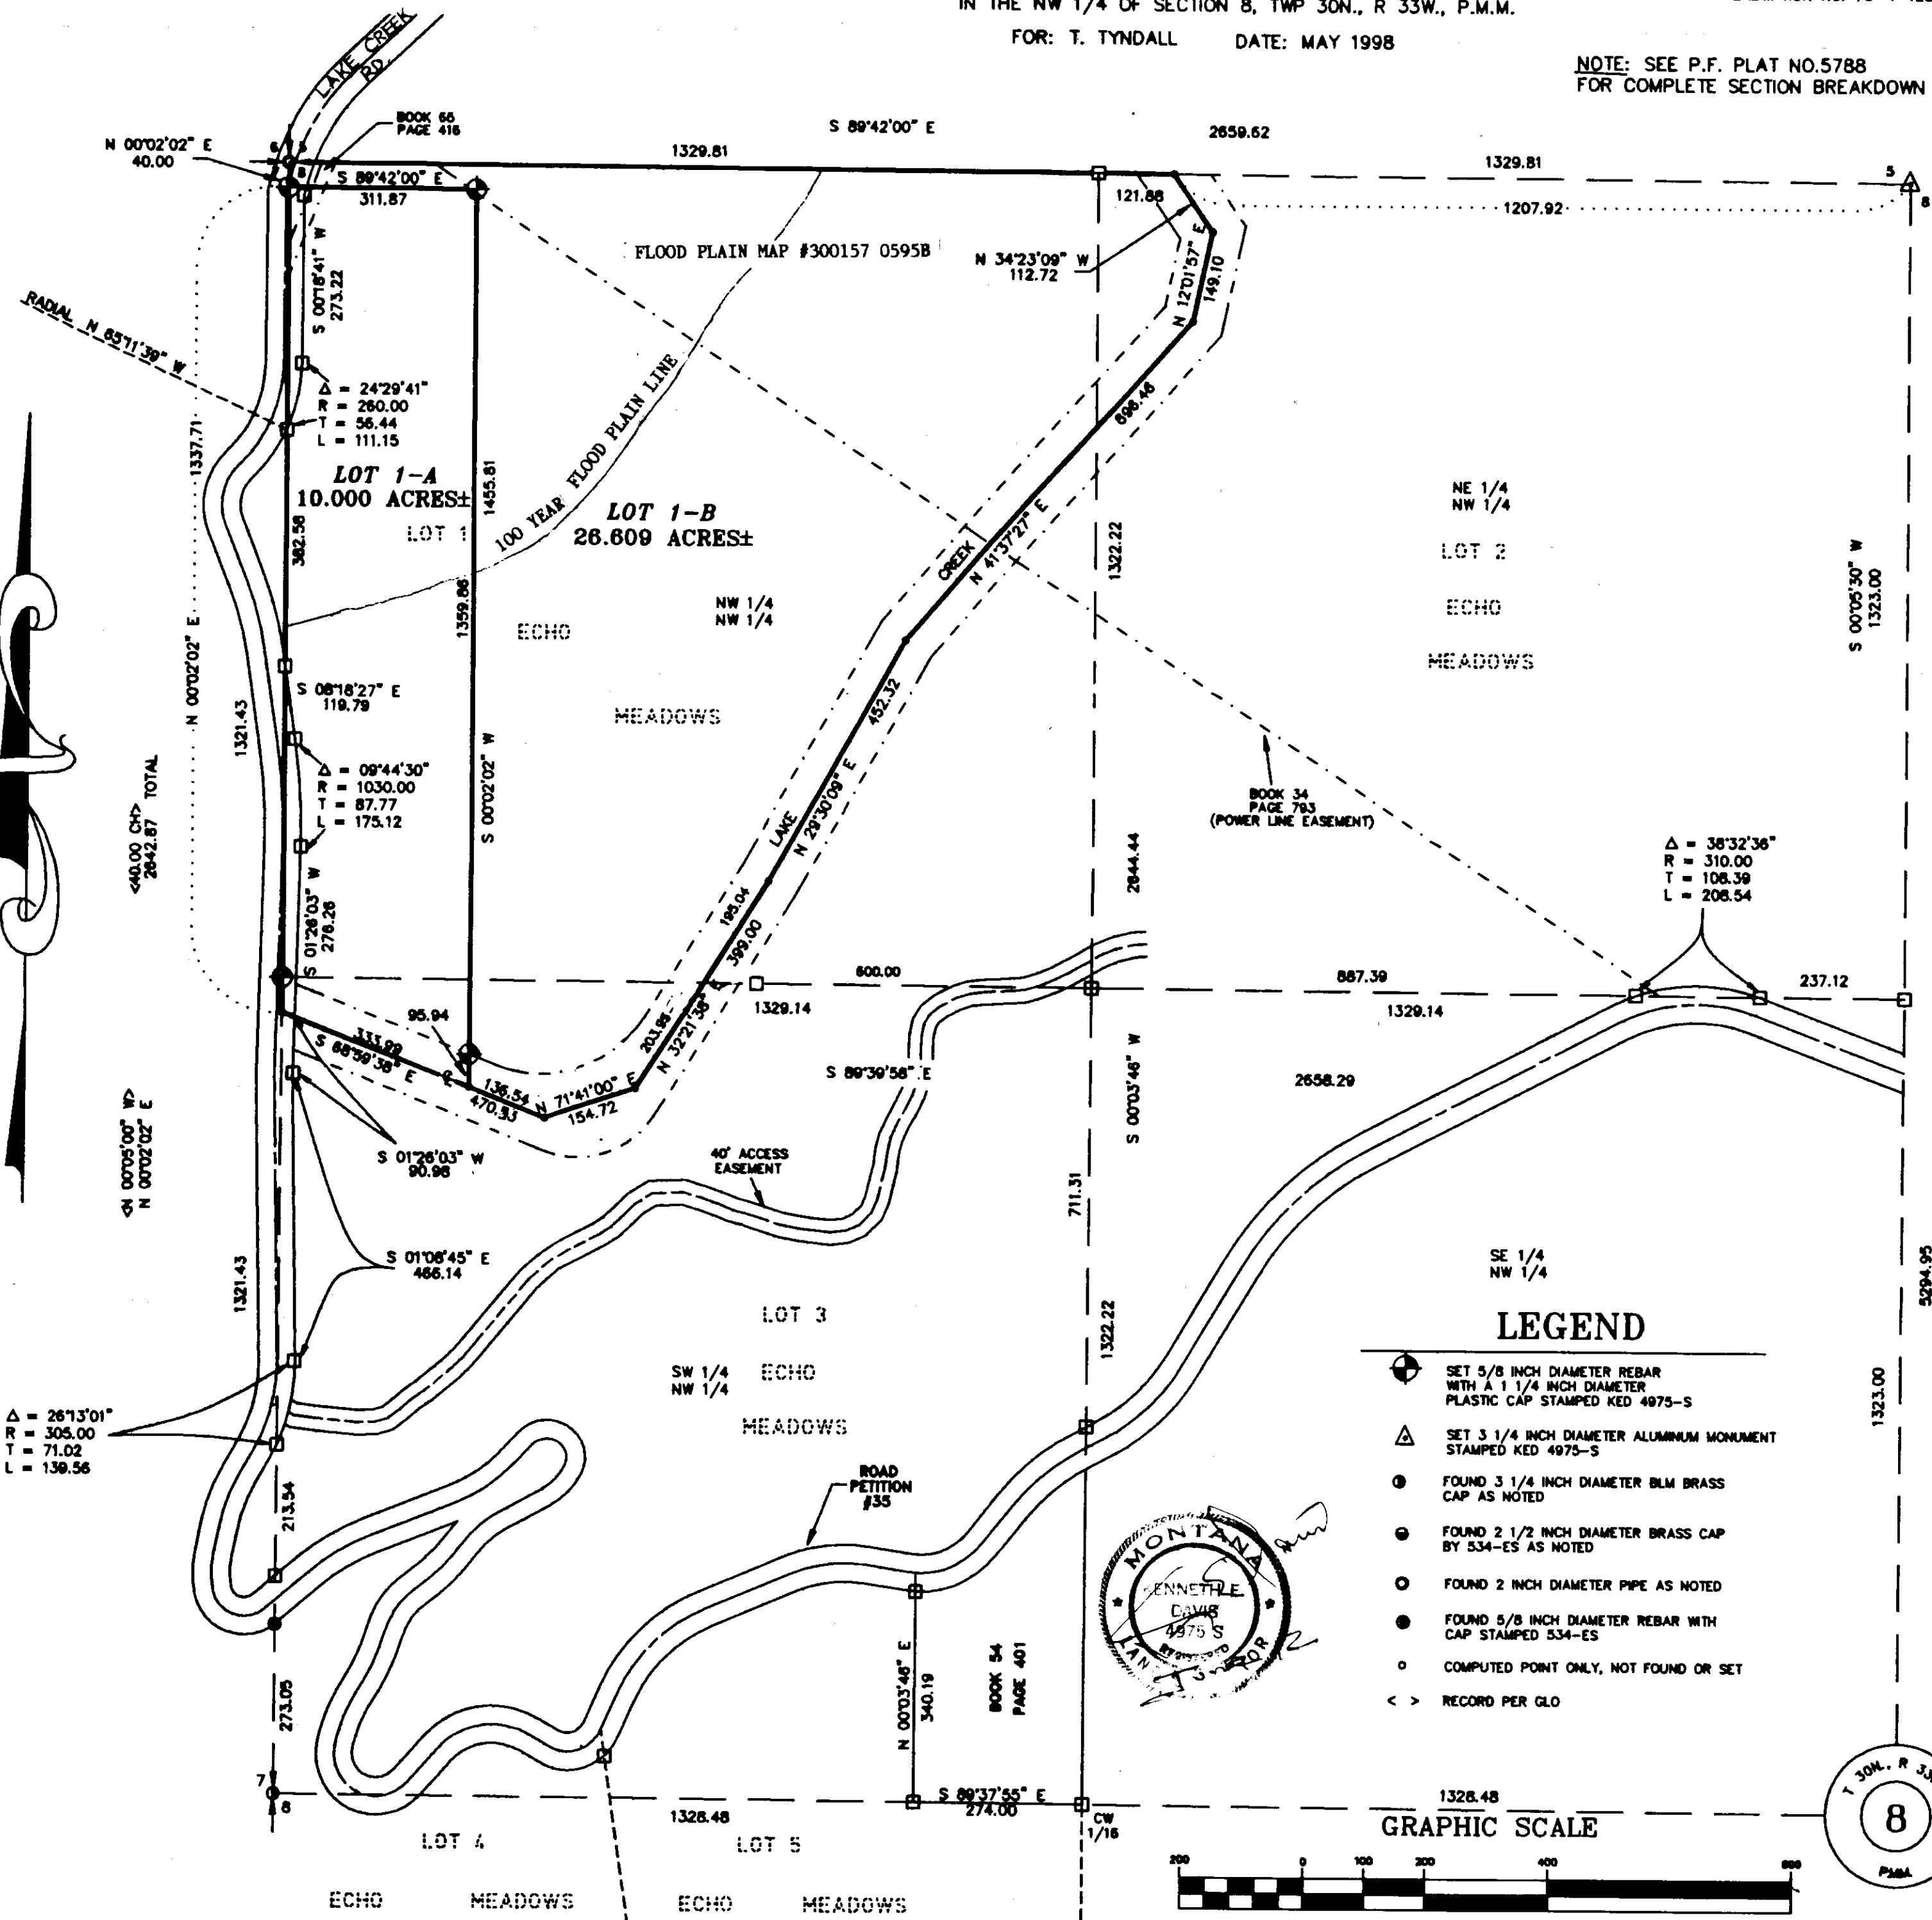 IN THE NW 1/4 OF SECTION 8, TWP 30N., R 33W., P.M.M.
FOR: T. TYNDALL DATE: MAY 1998
NOTE: SEE P.F. PLAT NO.5788
FOR COMPLETE SECTION BREAKDOWN
LAKE CREEK
RD.
BOOK 66
PAGE 416
N 00°02'02" E
40.00
S 89°42'00" E
2659.62
1329.81
1329.81
6 5
8
5
8
S 89°42'00" E
311.87
121.88
1207.92
FLOOD PLAIN MAP #300157 0595B
N 34°23'09" W
112.72
N 12°01'57" E
149.10
S 00°18'41" W
273.22
RADIAL N 65°11'39" W
Δ = 24°29'41"
R = 260.00
T = 56.44
L = 111.15
1337.71
N 00°02'02" E
LOT 1-A
10.000 ACRES±
LOT 1
382.58
1455.81
1359.86
100 YEAR FLOOD PLAIN LINE
LOT 1-B
26.609 ACRES±
696.46
N 41°37'27" E
CREEK
1322.22
NE 1/4
NW 1/4
LOT 2
ECHO
MEADOWS
S 00°05'30" W
1323.00
NW 1/4
NW 1/4
ECHO
MEADOWS
S 08°18'27" E
119.79
452.32
N 29°30'09" E
LAKE
1321.43
Δ = 09°44'30"
R = 1030.00
T = 87.77
L = 175.12
S 00°02'02" W
<40.00 CH>
2642.87 TOTAL
BOOK 34
PAGE 793
(POWER LINE EASEMENT)
2644.44
Δ = 38°32'36"
R = 310.00
T = 108.39
L = 208.54
S 01°26'03" W
276.26
195.04
399.00
N 32°21'38" E
203.95
600.00
1329.14
887.39
1329.14
237.12
95.94
333.99
S 68°59'38" E
136.54
470.53
N 71°41'00" E
154.72
S 89°39'58" E
S 00°03'46" W
2658.29
<N 00°05'00" W>
N 00°02'02" E
S 01°26'03" W
90.98
40' ACCESS
EASEMENT
711.31
S 01°08'45" E
466.14
1321.43
LOT 3
SW 1/4
NW 1/4
ECHO
MEADOWS
1322.22
SE 1/4
NW 1/4
5294.95
1323.00
LEGEND
SET 5/8 INCH DIAMETER REBAR
WITH A 1 1/4 INCH DIAMETER
PLASTIC CAP STAMPED KED 4975-S
SET 3 1/4 INCH DIAMETER ALUMINUM MONUMENT
STAMPED KED 4975-S
FOUND 3 1/4 INCH DIAMETER BLM BRASS
CAP AS NOTED
FOUND 2 1/2 INCH DIAMETER BRASS CAP
BY 534-ES AS NOTED
FOUND 2 INCH DIAMETER PIPE AS NOTED
FOUND 5/8 INCH DIAMETER REBAR WITH
CAP STAMPED 534-ES
COMPUTED POINT ONLY, NOT FOUND OR SET
< > RECORD PER GLO
Δ = 26°13'01"
R = 305.00
T = 71.02
L = 139.56
213.54
273.05
ROAD
PETITION
#35
MONTANA
KENNETH E.
DAVIS
4975 S
N 00°03'46" E
340.19
BOOK 54
PAGE 401
7
8
1328.48
S 89°37'55" E
274.00
CW
1/16
1328.48
LOT 4
LOT 5
ECHO MEADOWS
ECHO MEADOWS
GRAPHIC SCALE
200 0 100 200 400 800
T 30N., R 33
8
PMM